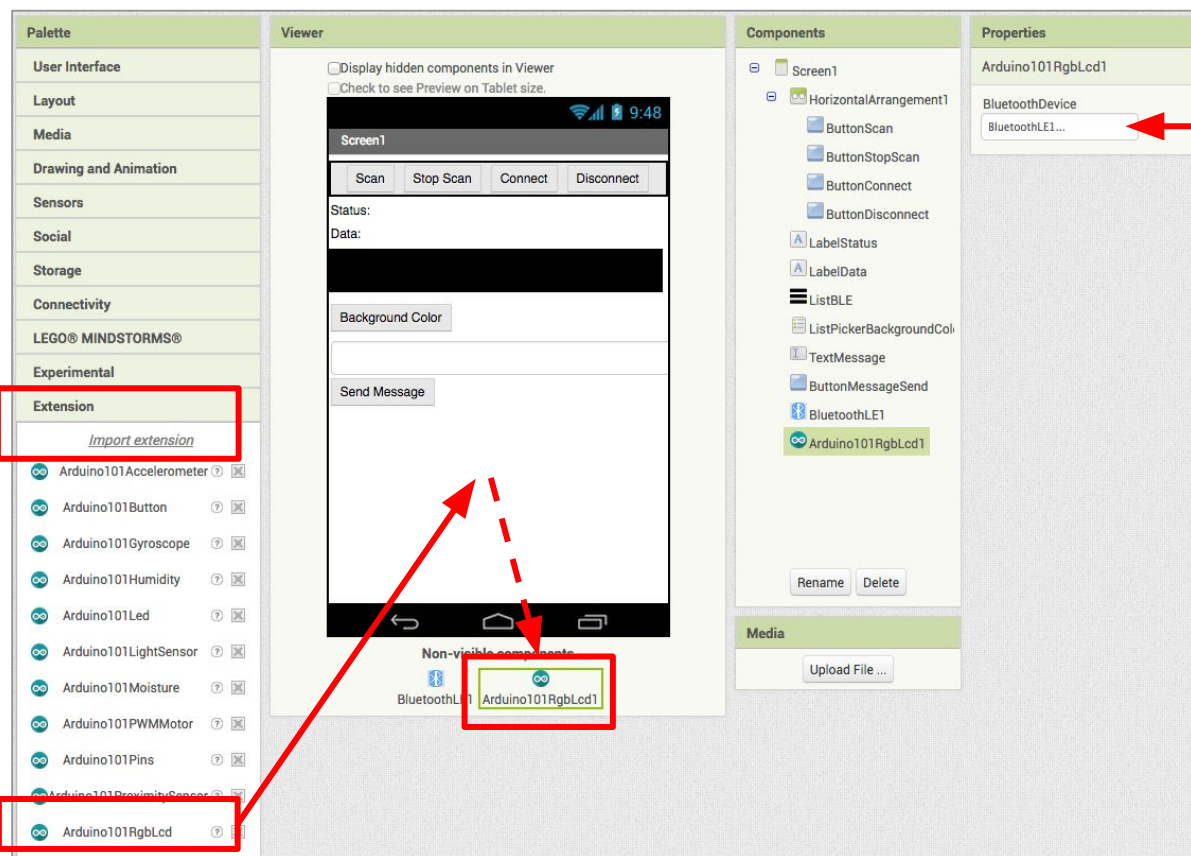 Palette
User Interface
Layout
Media
Drawing and Animation
Sensors
Social
Storage
Connectivity
LEGO® MINDSTORMS®
Experimental
Extension
Import extension
Arduino101Accelerometer
Arduino101Button
Arduino101Gyroscope
Arduino101Humidity
Arduino101Led
Arduino101LightSensor
Arduino101Moisture
Arduino101PWMMotor
Arduino101Pins
Arduino101ProximitySensor
Arduino101RgbLcd
Viewer
Display hidden components in Viewer
Check to see Preview on Tablet size.
9:48
Screen1
Scan Stop Scan Connect Disconnect
Status:
Data:
Background Color
Send Message
Non-visible components
BluetoothLE1 Arduino101RgbLcd1
Components
Screen1
HorizontalArrangement1
ButtonScan
ButtonStopScan
ButtonConnect
ButtonDisconnect
LabelStatus
LabelData
ListBLE
ListPickerBackgroundCol
TextMessage
ButtonMessageSend
BluetoothLE1
Arduino101RgbLcd1
Rename Delete
Media
Upload File ...
Properties
Arduino101RgbLcd1
BluetoothDevice
BluetoothLE1...